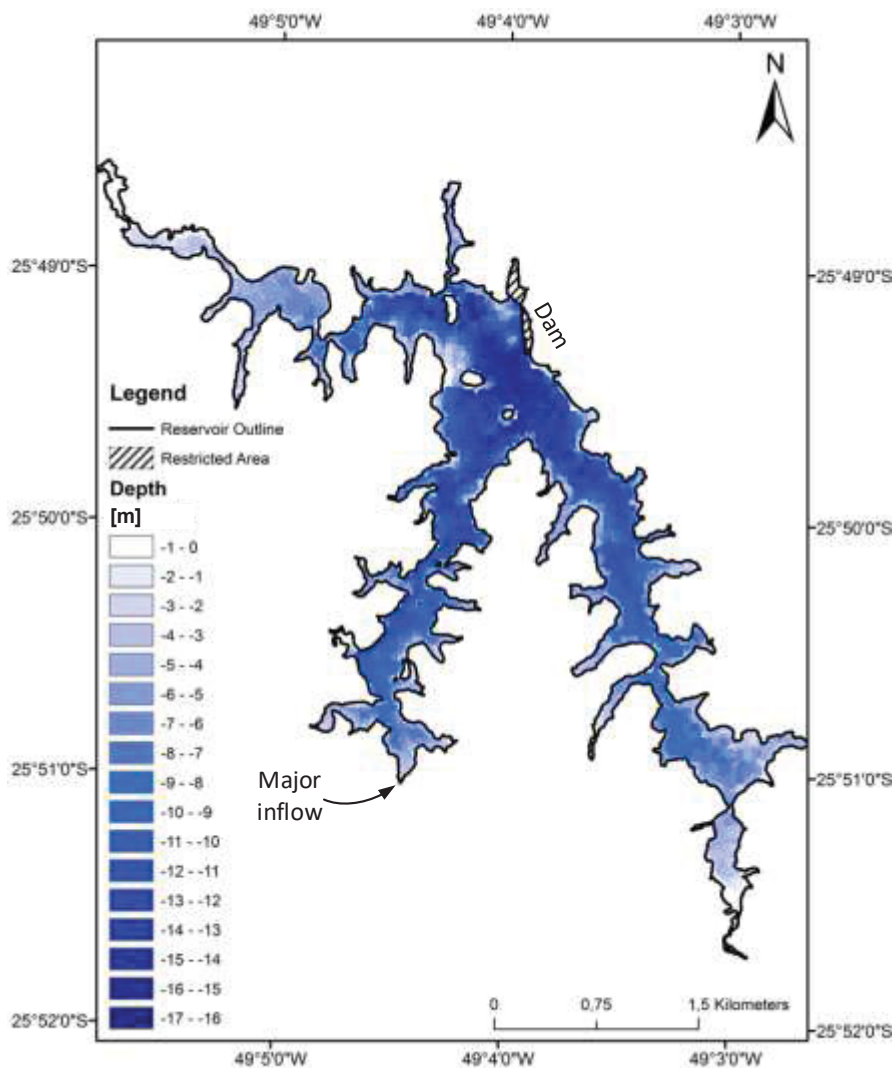 49°5'0"W 49°4'0"W 49°3'0"W
N
25°49'0"S 25°49'0"S
Dam
Legend
Reservoir Outline
Restricted Area
Depth
[m]
25°50'0"S 25°50'0"S
-1 - 0
-2 - -1
-3 - -2
-4 - -3
-5 - -4
-6 - -5
-7 - -6
-8 - -7
-9 - -8
-10 - -9
-11 - -10
-12 - -11
-13 - -12
-14 - -13
-15 - -14
-16 - -15
-17 - -16
25°51'0"S 25°51'0"S
Major
inflow
0 0,75 1,5 Kilometers
25°52'0"S 25°52'0"S
49°5'0"W 49°4'0"W 49°3'0"W